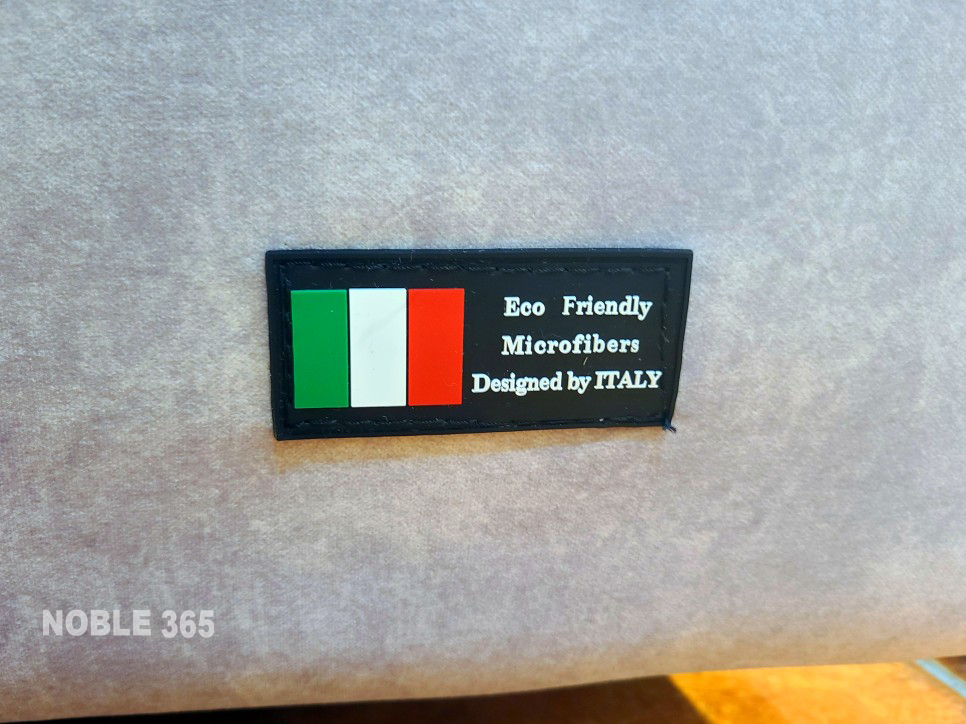 Eco Friendly
Microfibers
Designed by ITALY
NOBLE 365